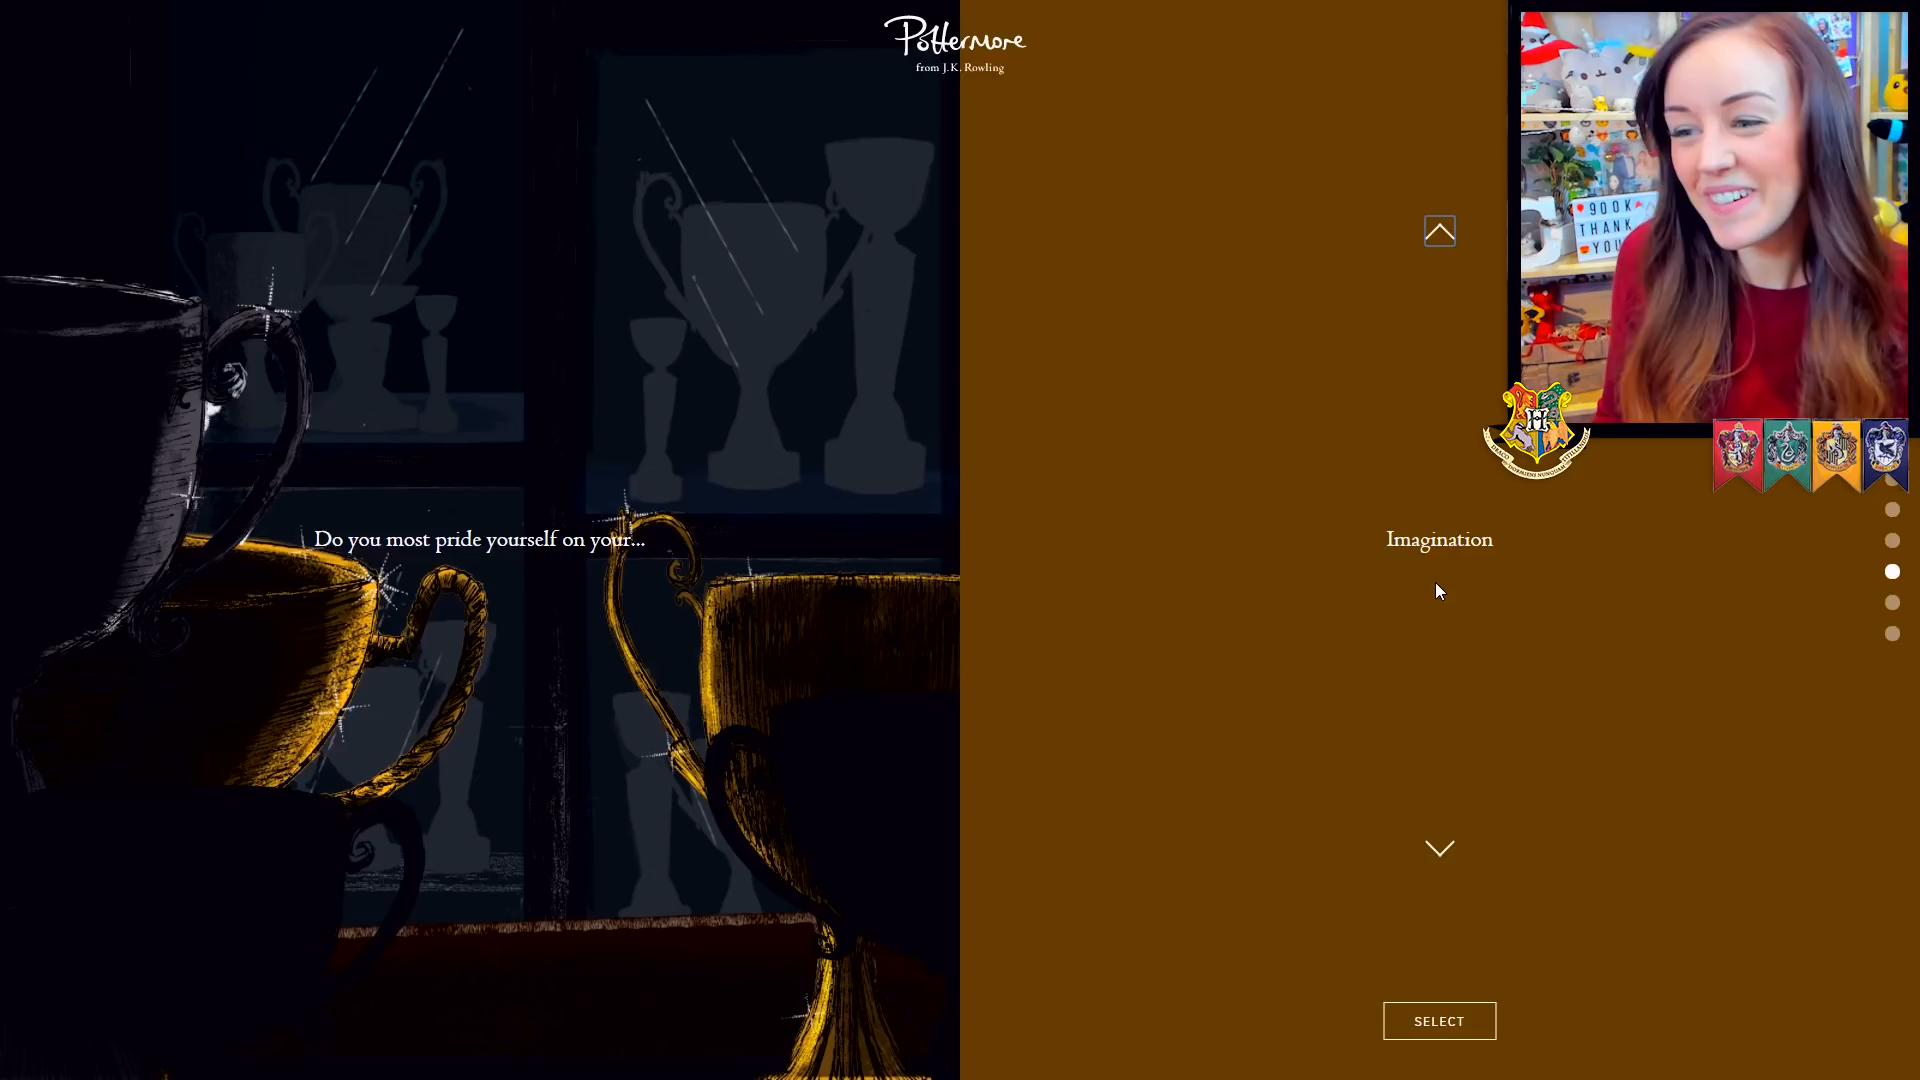 Pottermore
from J.K. Rowling
Do you most pride yourself on your...
Imagination
SELECT
900K
THANK
YOU
H